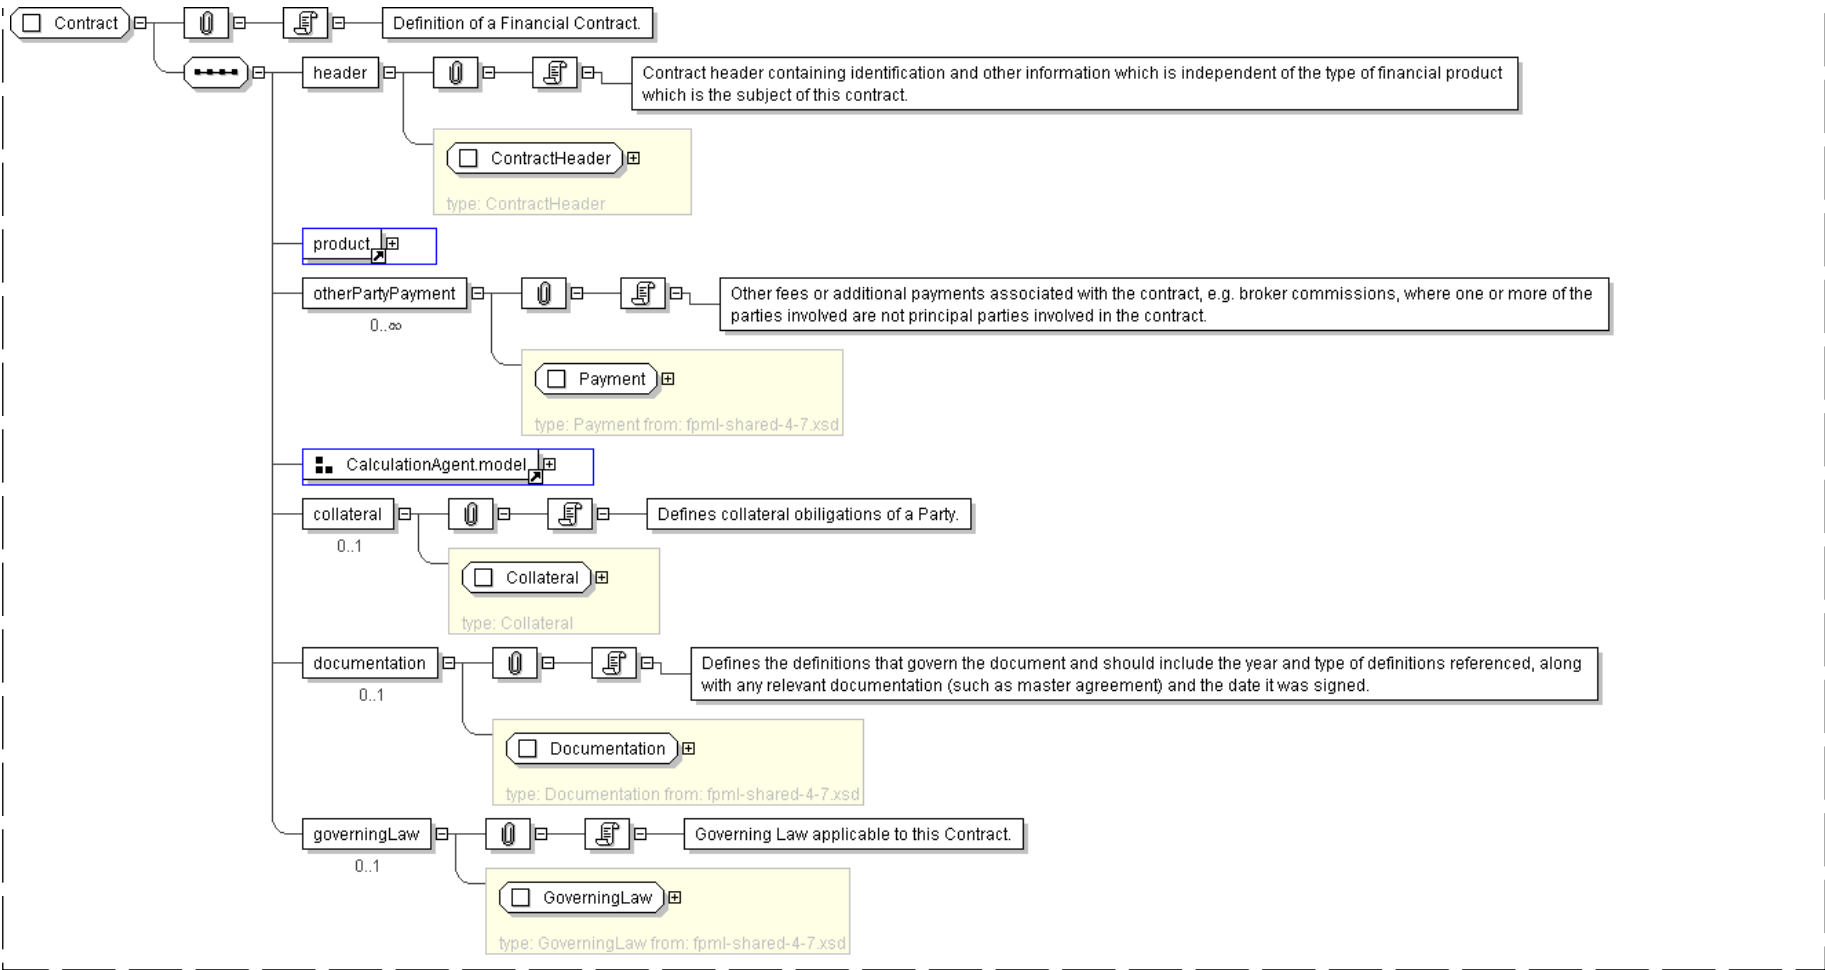 Contract
Definition of a Financial Contract.
header
Contract header containing identification and other information which is independent of the type of financial product
which is the subject of this contract.
ContractHeader
type: ContractHeader
product
otherPartyPayment
0..∞
Other fees or additional payments associated with the contract, e.g. broker commissions, where one or more of the
parties involved are not principal parties involved in the contract.
Payment
type: Payment from: fpml-shared-4-7.xsd
CalculationAgent.model
collateral
0..1
Defines collateral obiligations of a Party.
Collateral
type: Collateral
documentation
0..1
Defines the definitions that govern the document and should include the year and type of definitions referenced, along
with any relevant documentation (such as master agreement) and the date it was signed.
Documentation
type: Documentation from: fpml-shared-4-7.xsd
governingLaw
0..1
Governing Law applicable to this Contract.
GoverningLaw
type: GoverningLaw from: fpml-shared-4-7.xsd